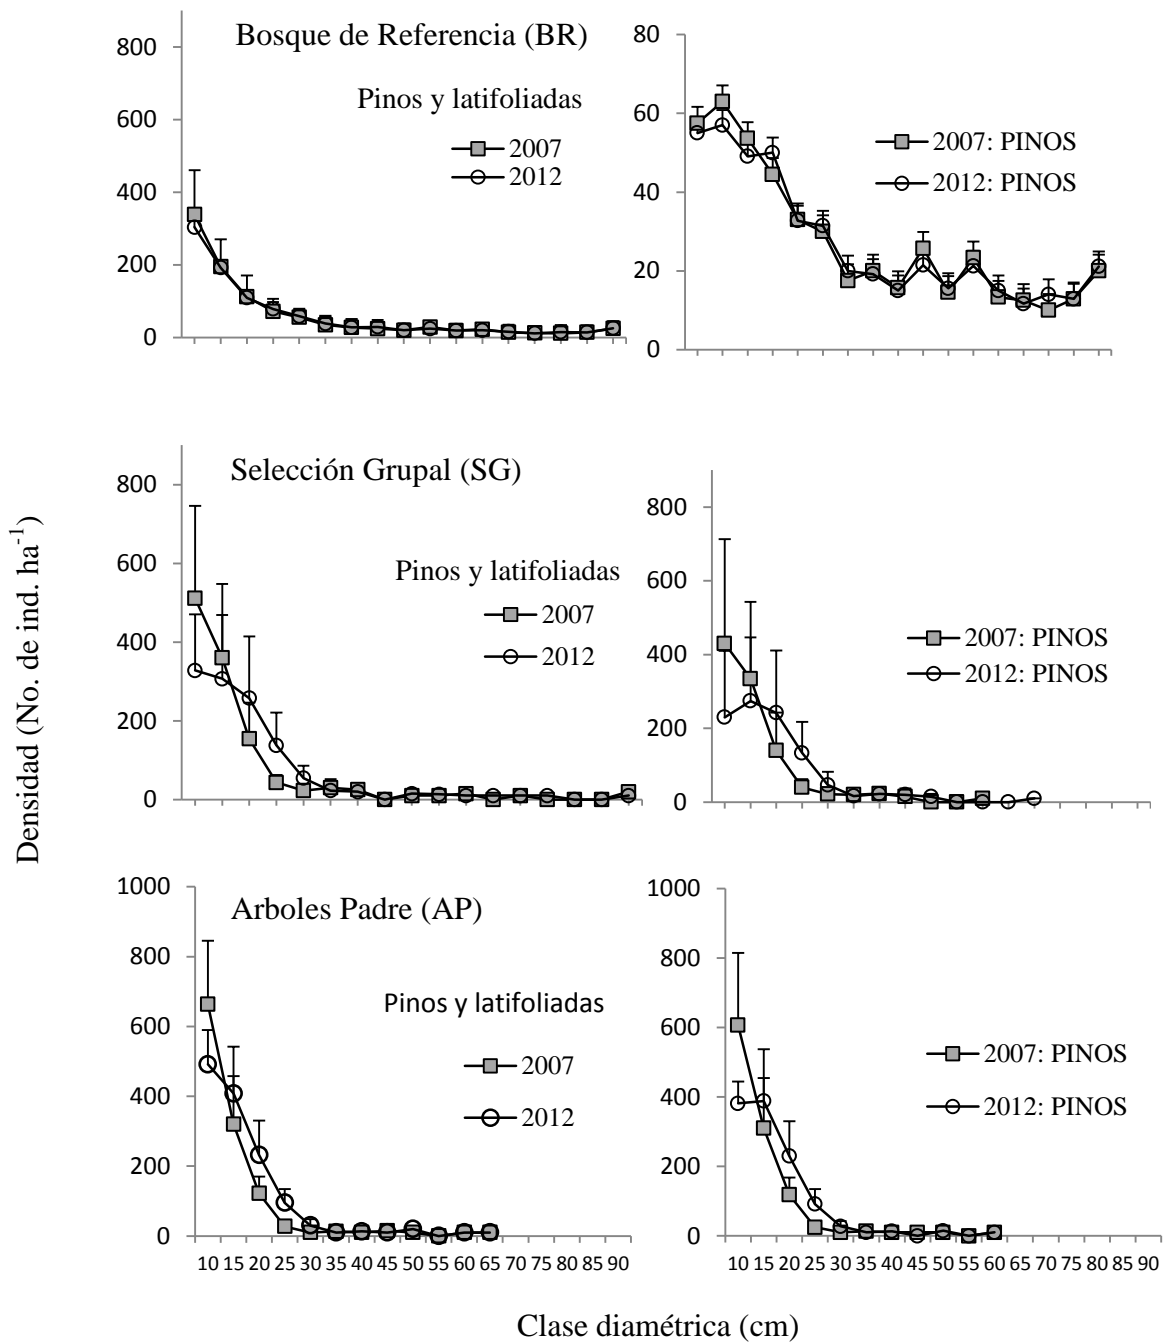 Bosque de Referencia (BR)
Pinos y latifoliadas
2007
2012
800
600
400
200
0
2007: PINOS
2012: PINOS
80
60
40
20
0
Selección Grupal (SG)
Pinos y latifoliadas
2007
2012
800
600
400
200
0
2007: PINOS
2012: PINOS
800
600
400
200
0
Arboles Padre (AP)
Pinos y latifoliadas
2007
2012
1000
800
600
400
200
0
10 15 20 25 30 35 40 45 50 55 60 65 70 75 80 85 90
2007: PINOS
2012: PINOS
1000
800
600
400
200
0
10 15 20 25 30 35 40 45 50 55 60 65 70 75 80 85 90
Densidad (No. de ind. ha⁻¹)
Clase diamétrica (cm)